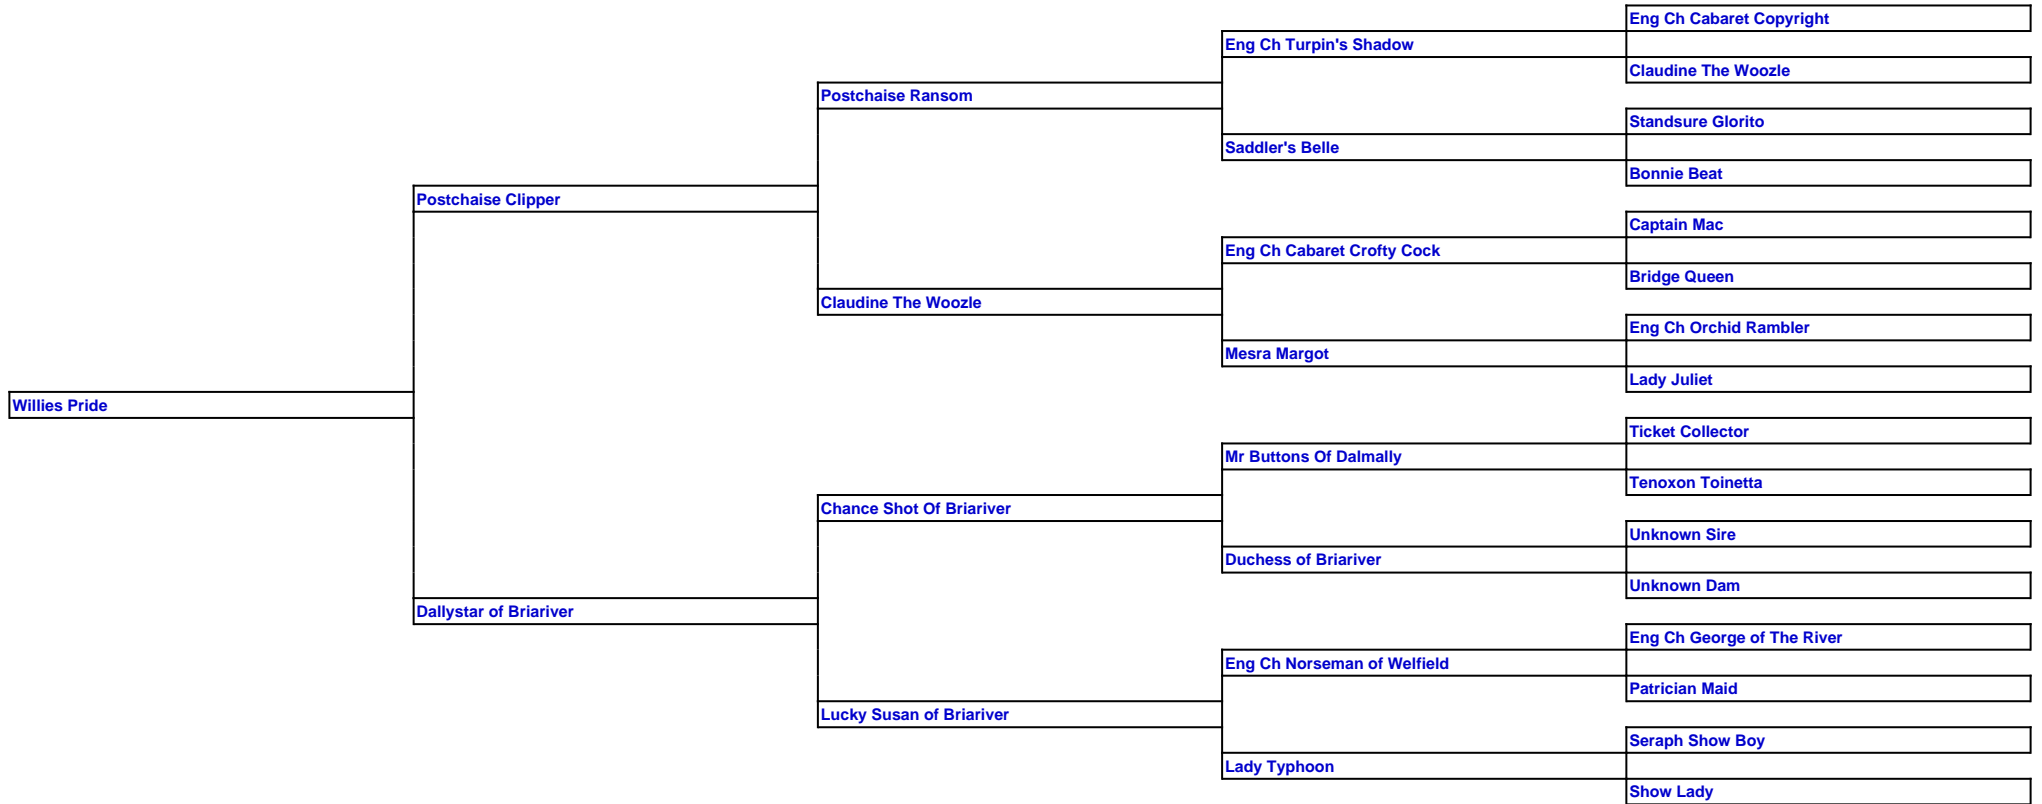 Eng Ch Cabaret Copyright
Eng Ch Turpin's Shadow
Claudine The Woozle
Postchaise Ransom
Standsure Glorito
Saddler's Belle
Bonnie Beat
Postchaise Clipper
Captain Mac
Eng Ch Cabaret Crofty Cock
Bridge Queen
Claudine The Woozle
Eng Ch Orchid Rambler
Mesra Margot
Lady Juliet
Willies Pride
Ticket Collector
Mr Buttons Of Dalmally
Tenoxon Toinetta
Chance Shot Of Briariver
Unknown Sire
Duchess of Briariver
Unknown Dam
Dallystar of Briariver
Eng Ch George of The River
Eng Ch Norseman of Welfield
Patrician Maid
Lucky Susan of Briariver
Seraph Show Boy
Lady Typhoon
Show Lady